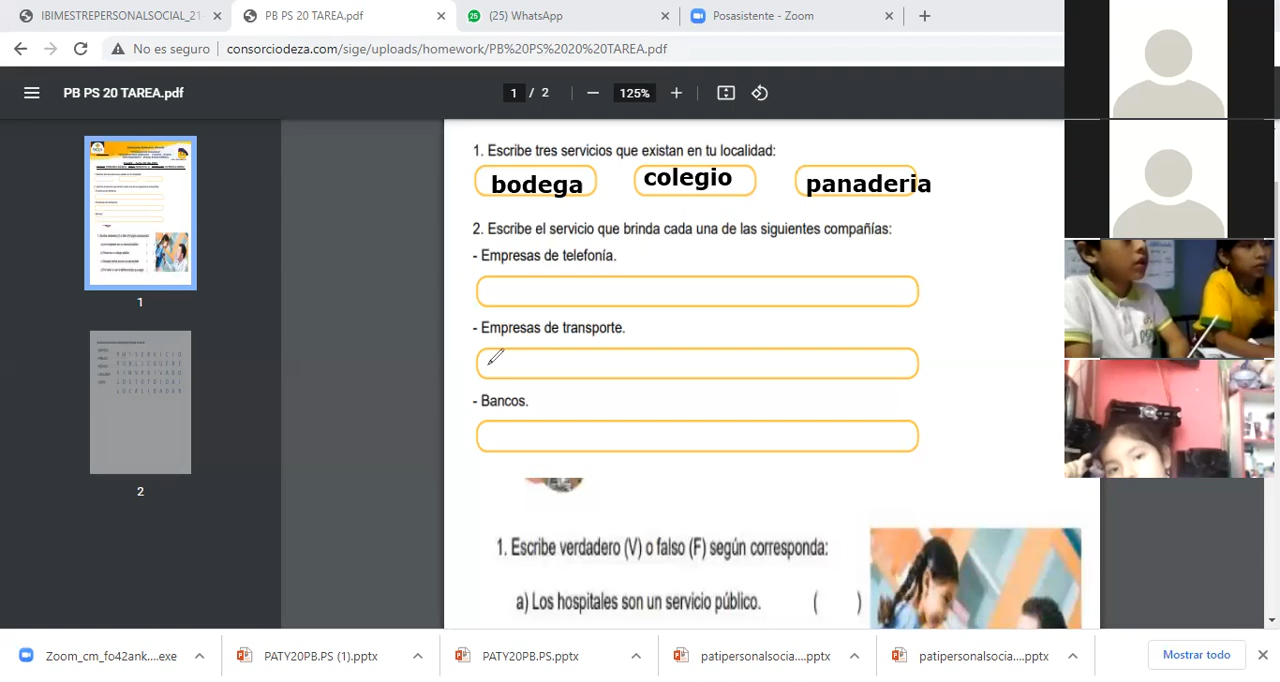 IBIMESTREPERSONALSOCIAL_21-
PB PS 20 TAREA.pdf
(25) WhatsApp
Posasistente - Zoom
No es seguro
consorciodeza.com/sige/uploads/homework/PB%20PS%2020%20TAREA.pdf
PB PS 20 TAREA.pdf
1 / 2
125%
1. Escribe tres servicios que existan en tu localidad:
bodega colegio panaderia
2. Escribe el servicio que brinda cada una de las siguientes compañías:
- Empresas de telefonía.
- Empresas de transporte.
- Bancos.
1. Escribe verdadero (V) o falso (F) según corresponda:
a) Los hospitales son un servicio público. ( )
1
2
Zoom_cm_fo42ank....exe
PATY20PB.PS (1).pptx
PATY20PB.PS.pptx
patipersonalsocia....pptx
patipersonalsocia....pptx
Mostrar todo